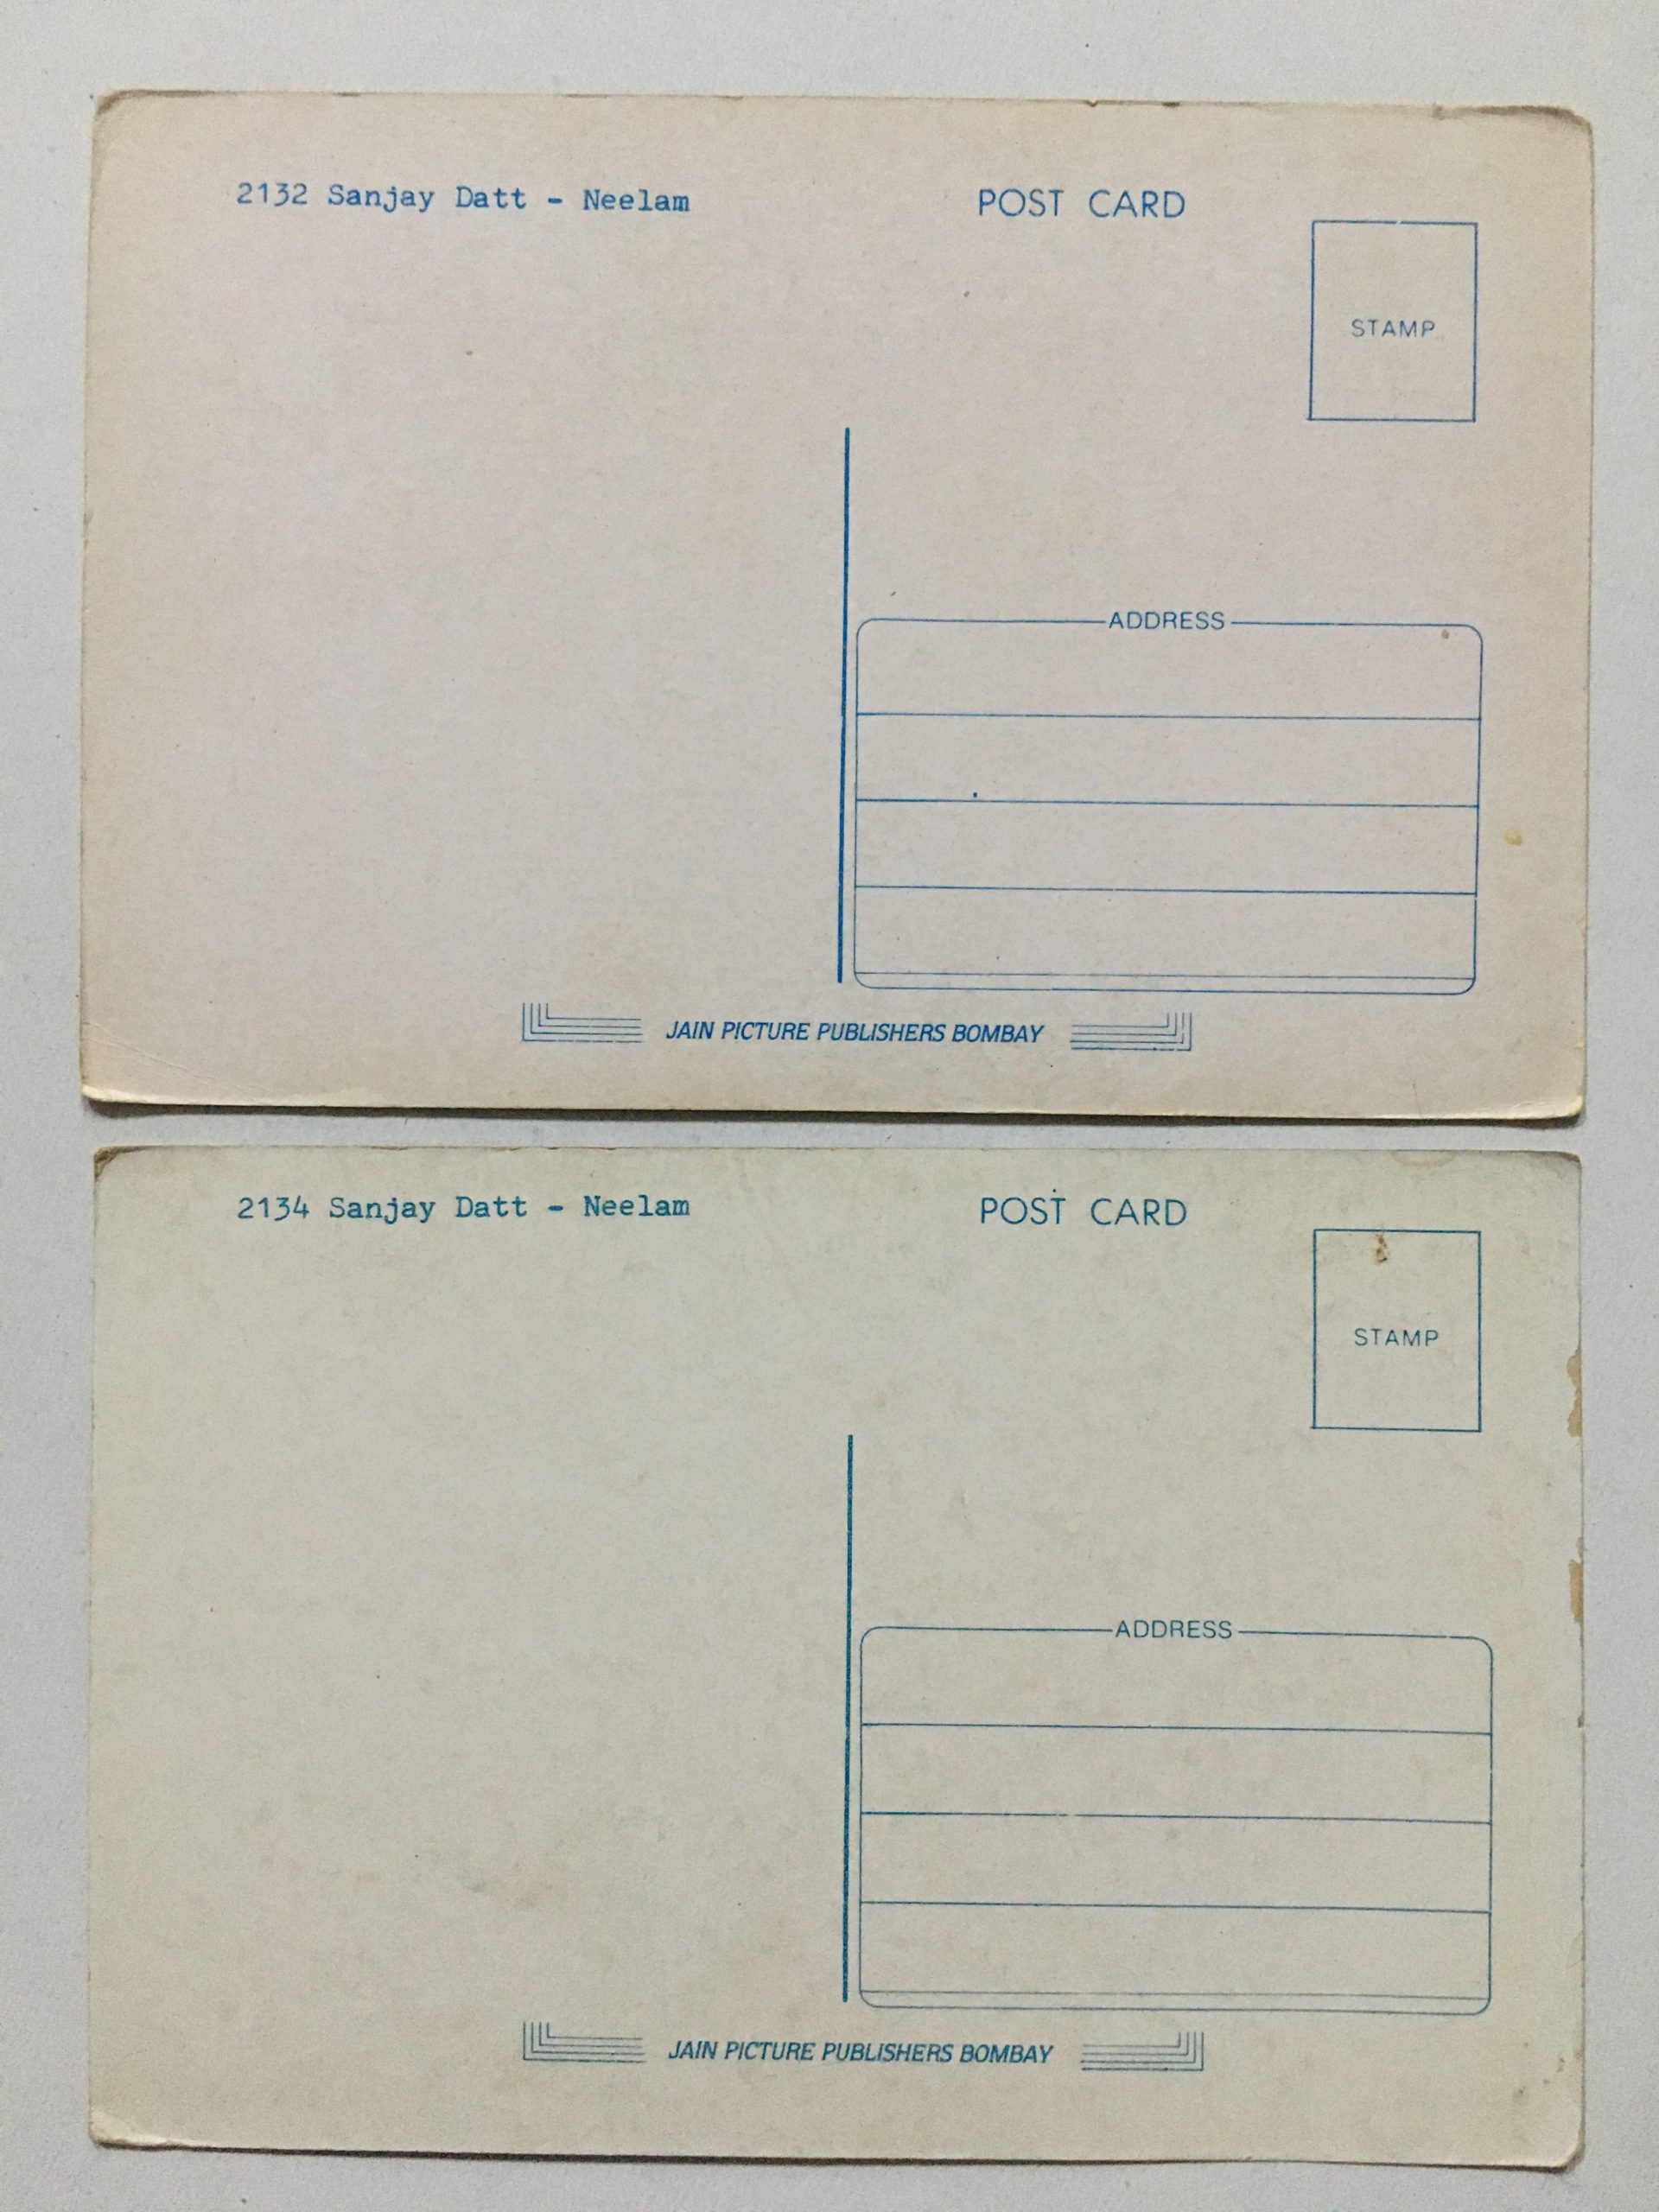 2132 Sanjay Datt - Neelam
POST CARD
STAMP
ADDRESS
JAIN PICTURE PUBLISHERS BOMBAY
2134 Sanjay Datt - Neelam
POST CARD
STAMP
ADDRESS
JAIN PICTURE PUBLISHERS BOMBAY